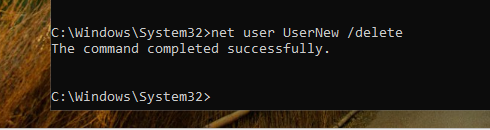 C:\Windows\System32>net user UserNew /delete
The command completed successfully.
C:\Windows\System32>